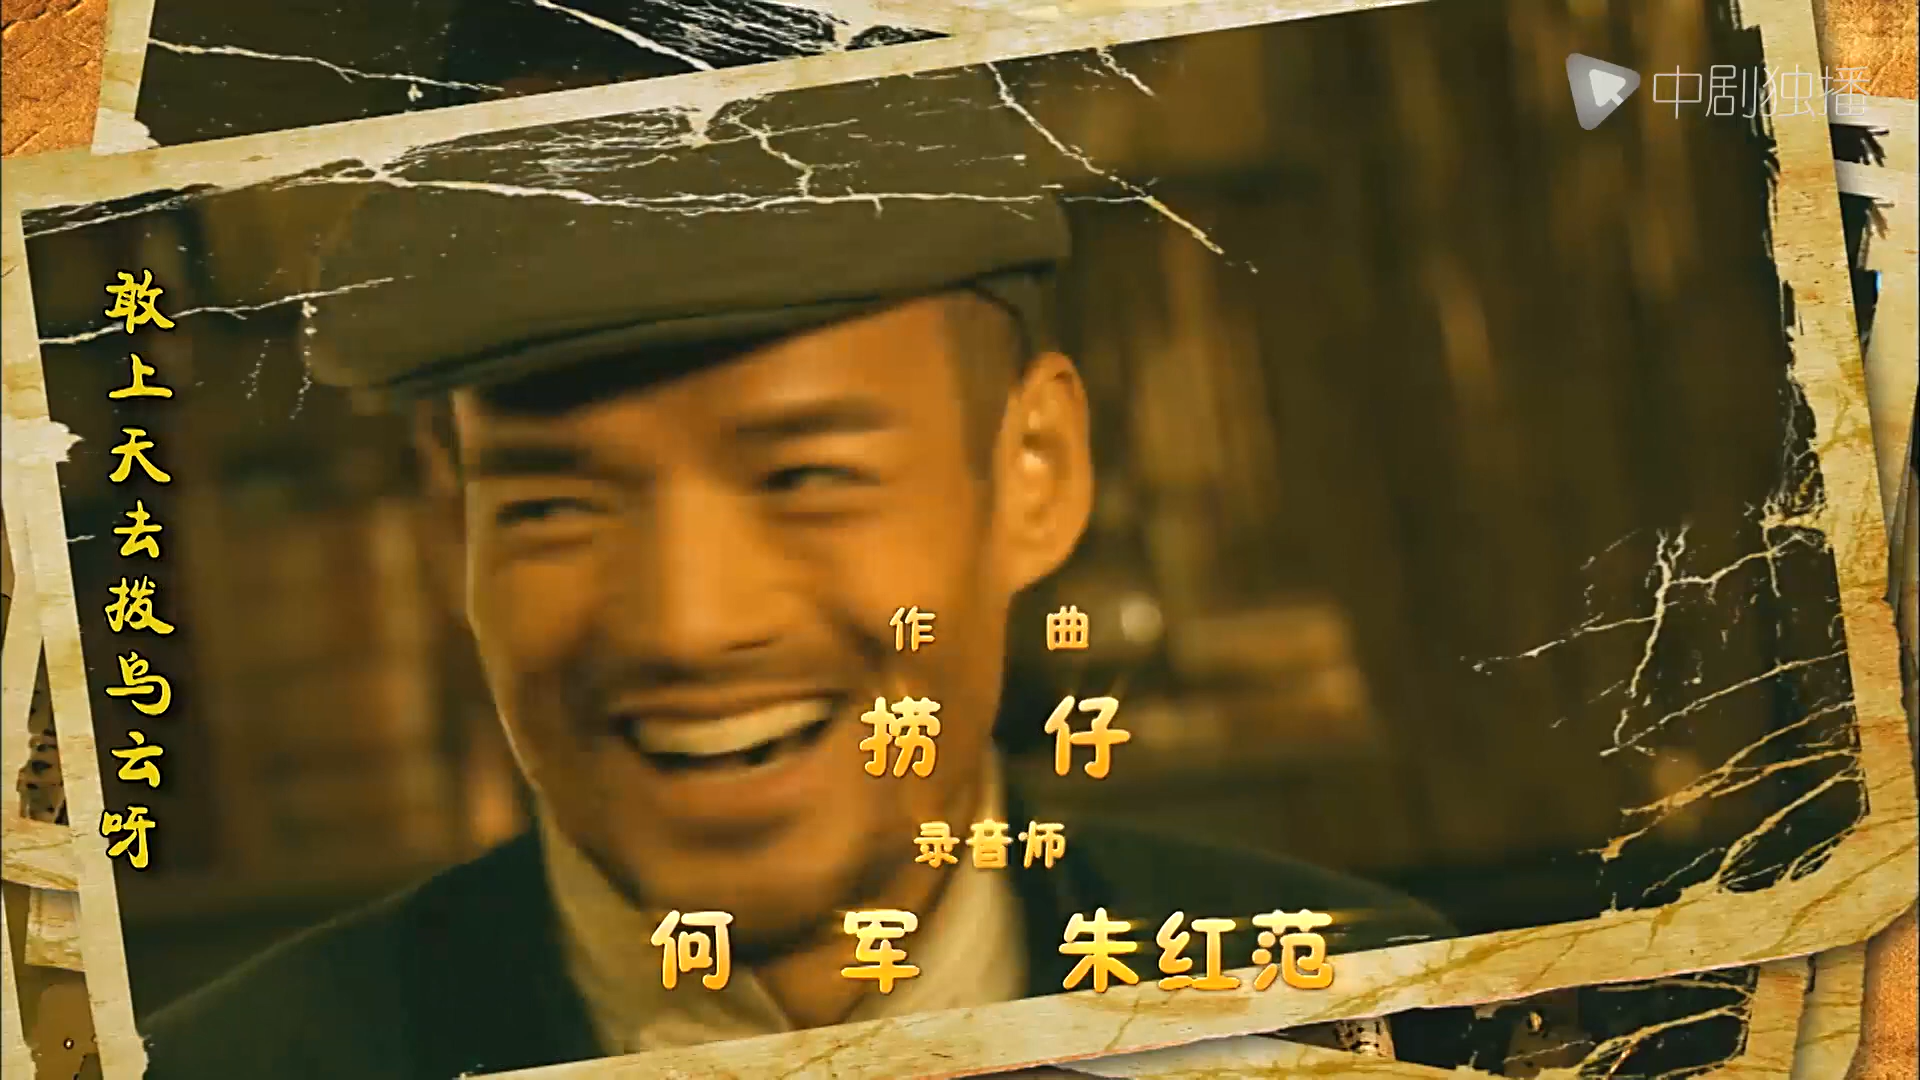 中剧独播
敢上天去拨乌云呀
作曲
捞仔
录音师
何军 朱红范